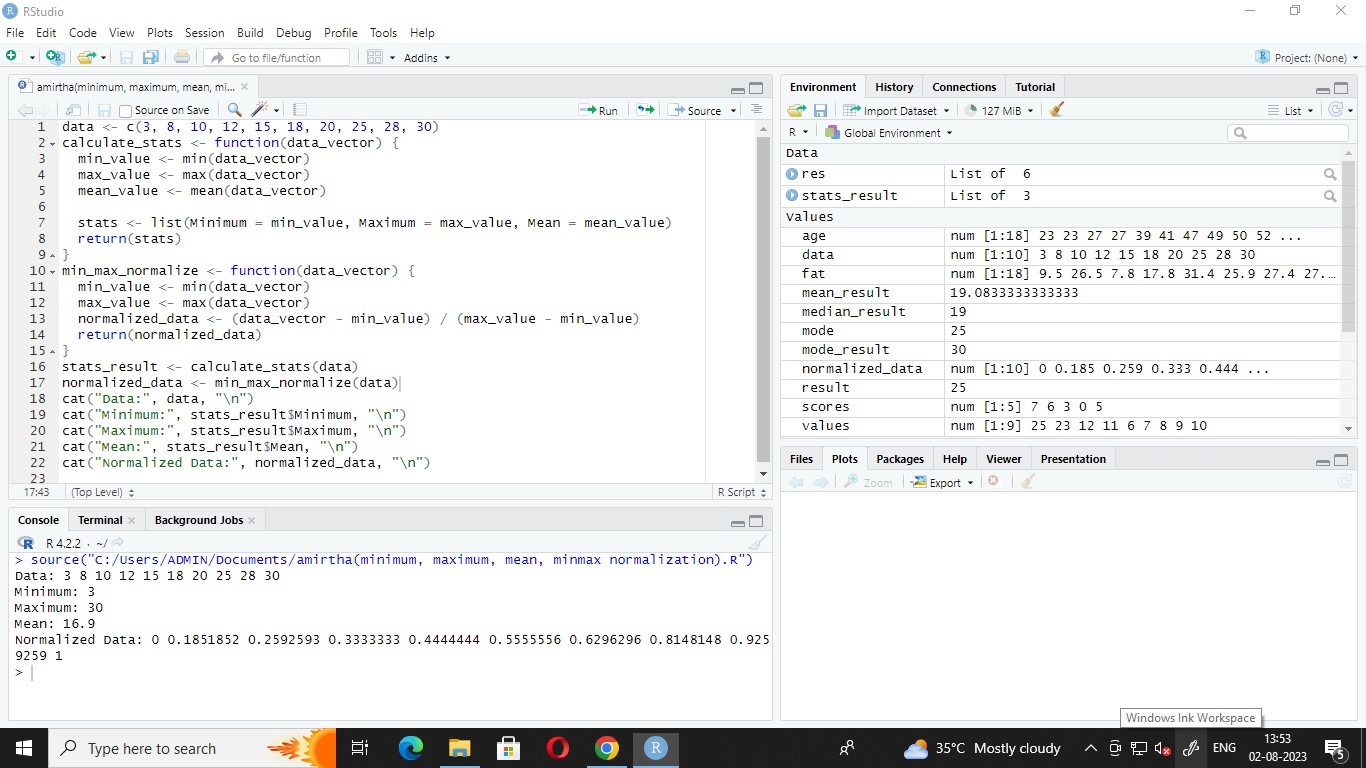 RStudio
File Edit Code View Plots Session Build Debug Profile Tools Help
Go to file/function Addins Project: (None)
amirtha(minimum, maximum, mean, mi...
Source on Save Run Source
1 data <- c(3, 8, 10, 12, 15, 18, 20, 25, 28, 30)
2 calculate_stats <- function(data_vector) {
3 min_value <- min(data_vector)
4 max_value <- max(data_vector)
5 mean_value <- mean(data_vector)
6
7 stats <- list(Minimum = min_value, Maximum = max_value, Mean = mean_value)
8 return(stats)
9 }
10 min_max_normalize <- function(data_vector) {
11 min_value <- min(data_vector)
12 max_value <- max(data_vector)
13 normalized_data <- (data_vector - min_value) / (max_value - min_value)
14 return(normalized_data)
15 }
16 stats_result <- calculate_stats(data)
17 normalized_data <- min_max_normalize(data)
18 cat("Data:", data, "\n")
19 cat("Minimum:", stats_result$Minimum, "\n")
20 cat("Maximum:", stats_result$Maximum, "\n")
21 cat("Mean:", stats_result$Mean, "\n")
22 cat("Normalized Data:", normalized_data, "\n")
23
17:43 (Top Level) R Script
Console Terminal Background Jobs
R 4.2.2 · ~/
> source("C:/Users/ADMIN/Documents/amirtha(minimum, maximum, mean, minmax normalization).R")
Data: 3 8 10 12 15 18 20 25 28 30
Minimum: 3
Maximum: 30
Mean: 16.9
Normalized Data: 0 0.1851852 0.2592593 0.3333333 0.4444444 0.5555556 0.6296296 0.8148148 0.925
9259 1
>
Environment History Connections Tutorial
Import Dataset 127 MiB List
R Global Environment
Data
res List of 6
stats_result List of 3
Values
age num [1:18] 23 23 27 27 39 41 47 49 50 52 ...
data num [1:10] 3 8 10 12 15 18 20 25 28 30
fat num [1:18] 9.5 26.5 7.8 17.8 31.4 25.9 27.4 27.…
mean_result 19.0833333333333
median_result 19
mode 25
mode_result 30
normalized_data num [1:10] 0 0.185 0.259 0.333 0.444 ...
result 25
scores num [1:5] 7 6 3 0 5
values num [1:9] 25 23 12 11 6 7 8 9 10
Files Plots Packages Help Viewer Presentation
Zoom Export
Windows Ink Workspace
Type here to search
35°C Mostly cloudy
ENG
13:53
02-08-2023
5